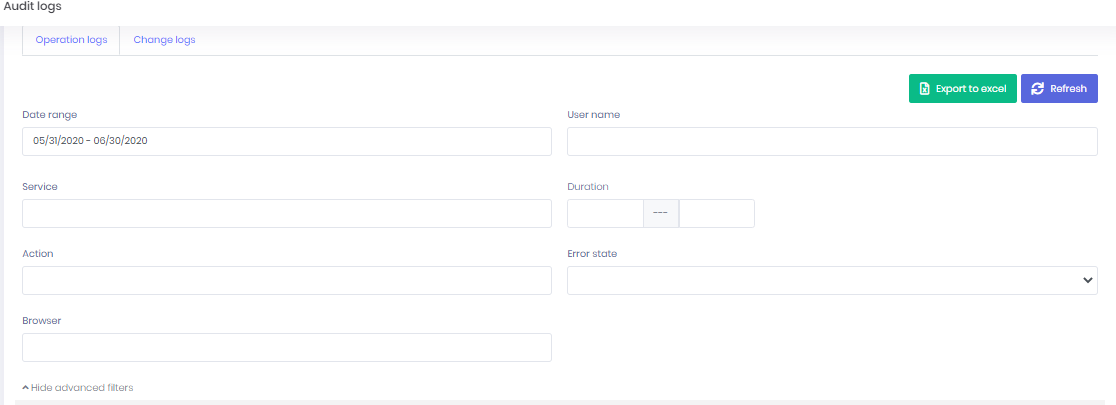 Audit logs
Operation logs Change logs
Export to excel Refresh
Date range User name
05/31/2020 - 06/30/2020
Service Duration
---
Action Error state
Browser
Hide advanced filters